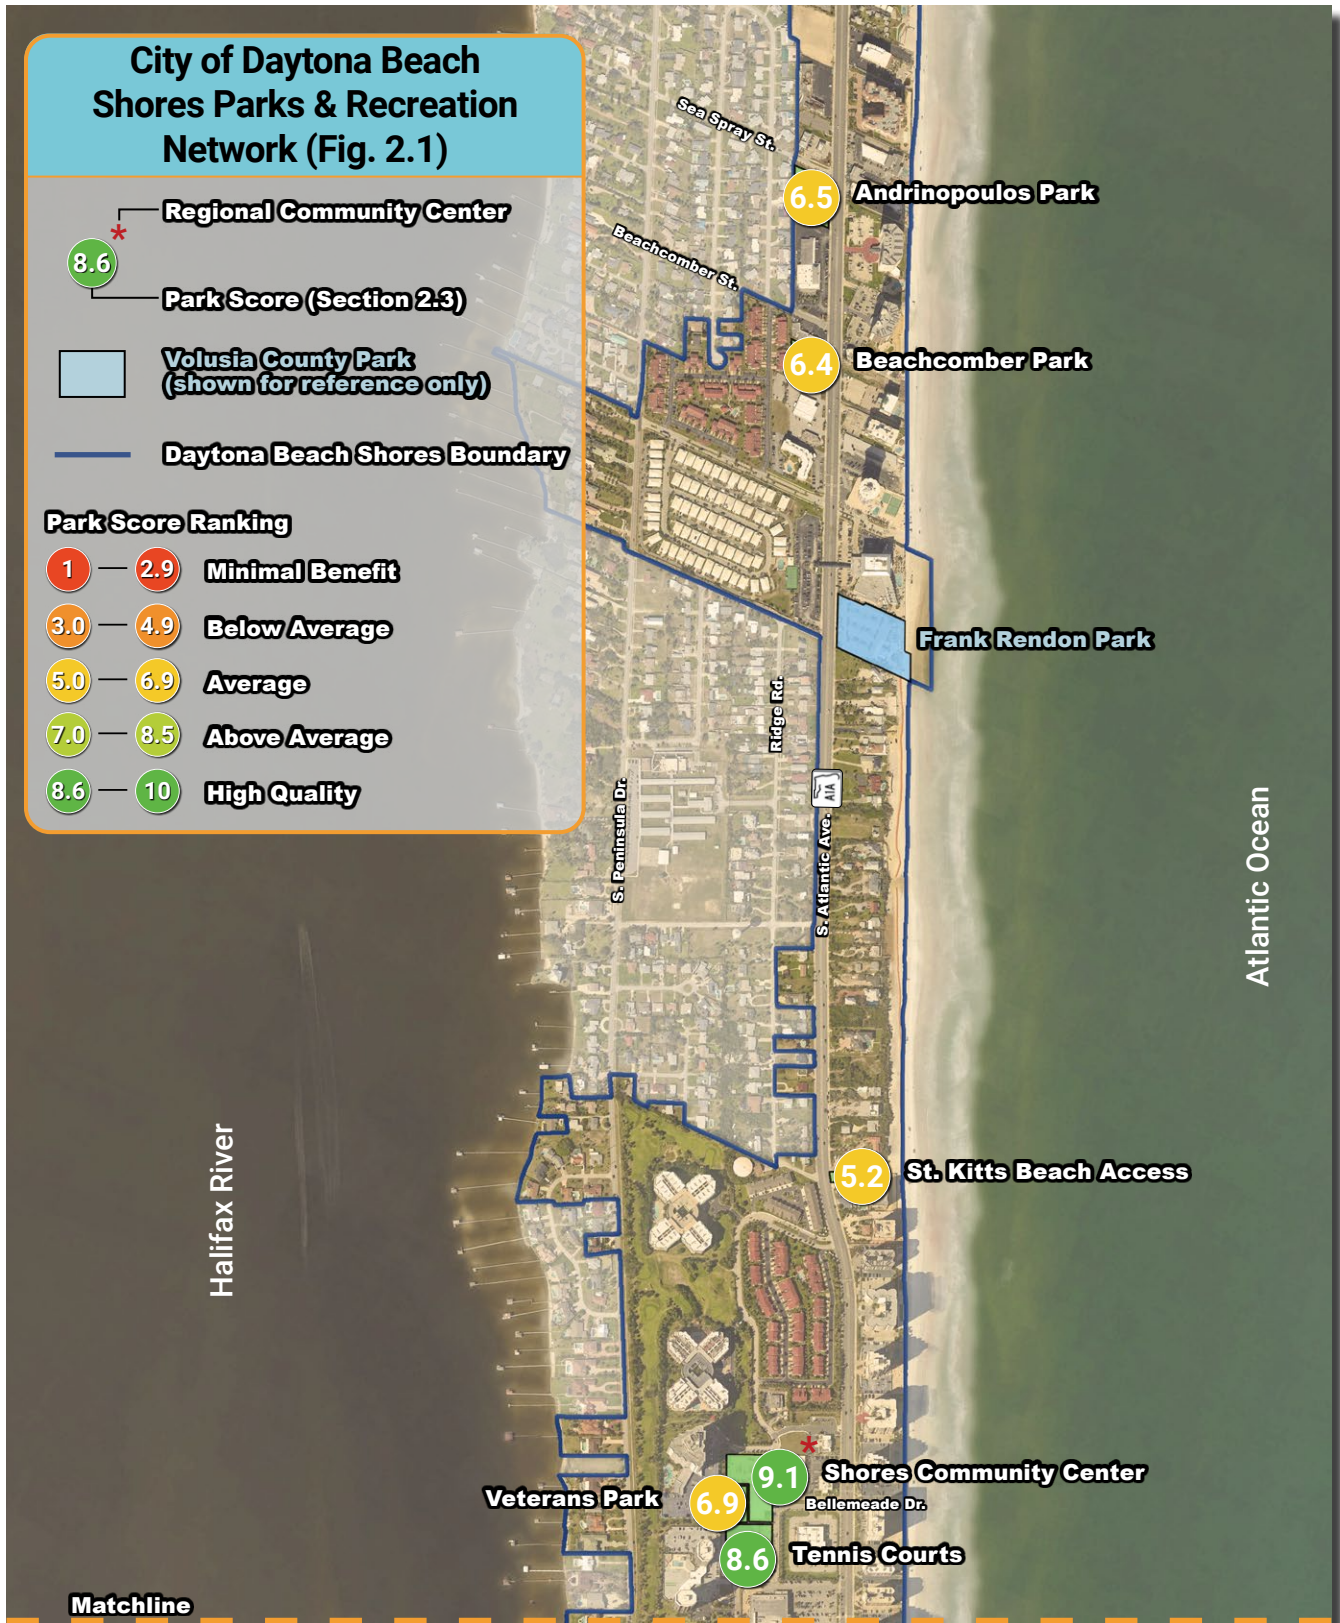 City of Daytona Beach
Shores Parks & Recreation
Network (Fig. 2.1)
*
Regional Community Center
8.6
Park Score (Section 2.3)
Volusia County Park
(shown for reference only)
Daytona Beach Shores Boundary
Park Score Ranking
1 — 2.9 Minimal Benefit
3.0 — 4.9 Below Average
5.0 — 6.9 Average
7.0 — 8.5 Above Average
8.6 — 10 High Quality
Sea Spray St.
6.5 Andrinopoulos Park
Beachcomber St.
6.4 Beachcomber Park
Frank Rendon Park
Ridge Rd.
S. Peninsula Dr.
A1A
S. Atlantic Ave.
Atlantic Ocean
Halifax River
5.2 St. Kitts Beach Access
*
9.1 Shores Community Center
Veterans Park 6.9
Bellemeade Dr.
8.6 Tennis Courts
Matchline